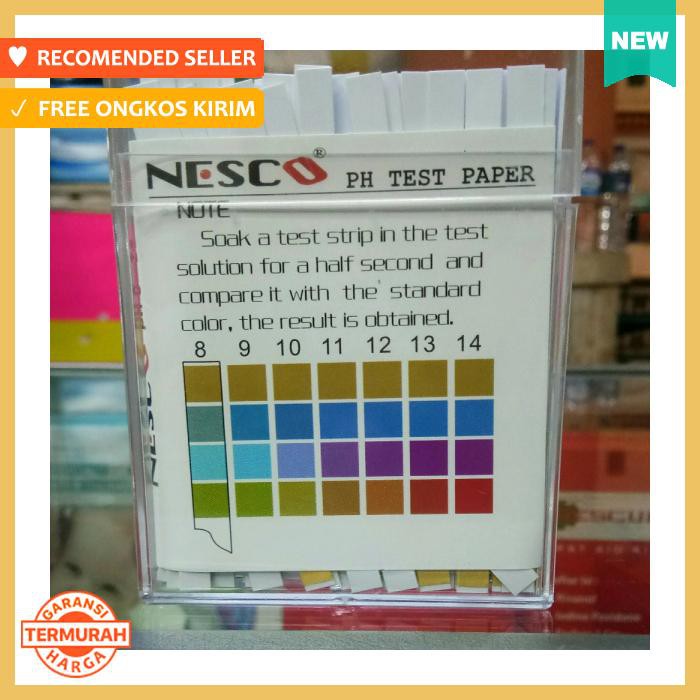 NEW
RECOMENDED SELLER
FREE ONGKOS KIRIM
NESCO® PH TEST PAPER
NOTE
Soak a test strip in the test
solution for a half second and
compare it with the standard
color, the result is obtained.
8 9 10 11 12 13 14
NESCO
GARANSI
TERMURAH
HARGA